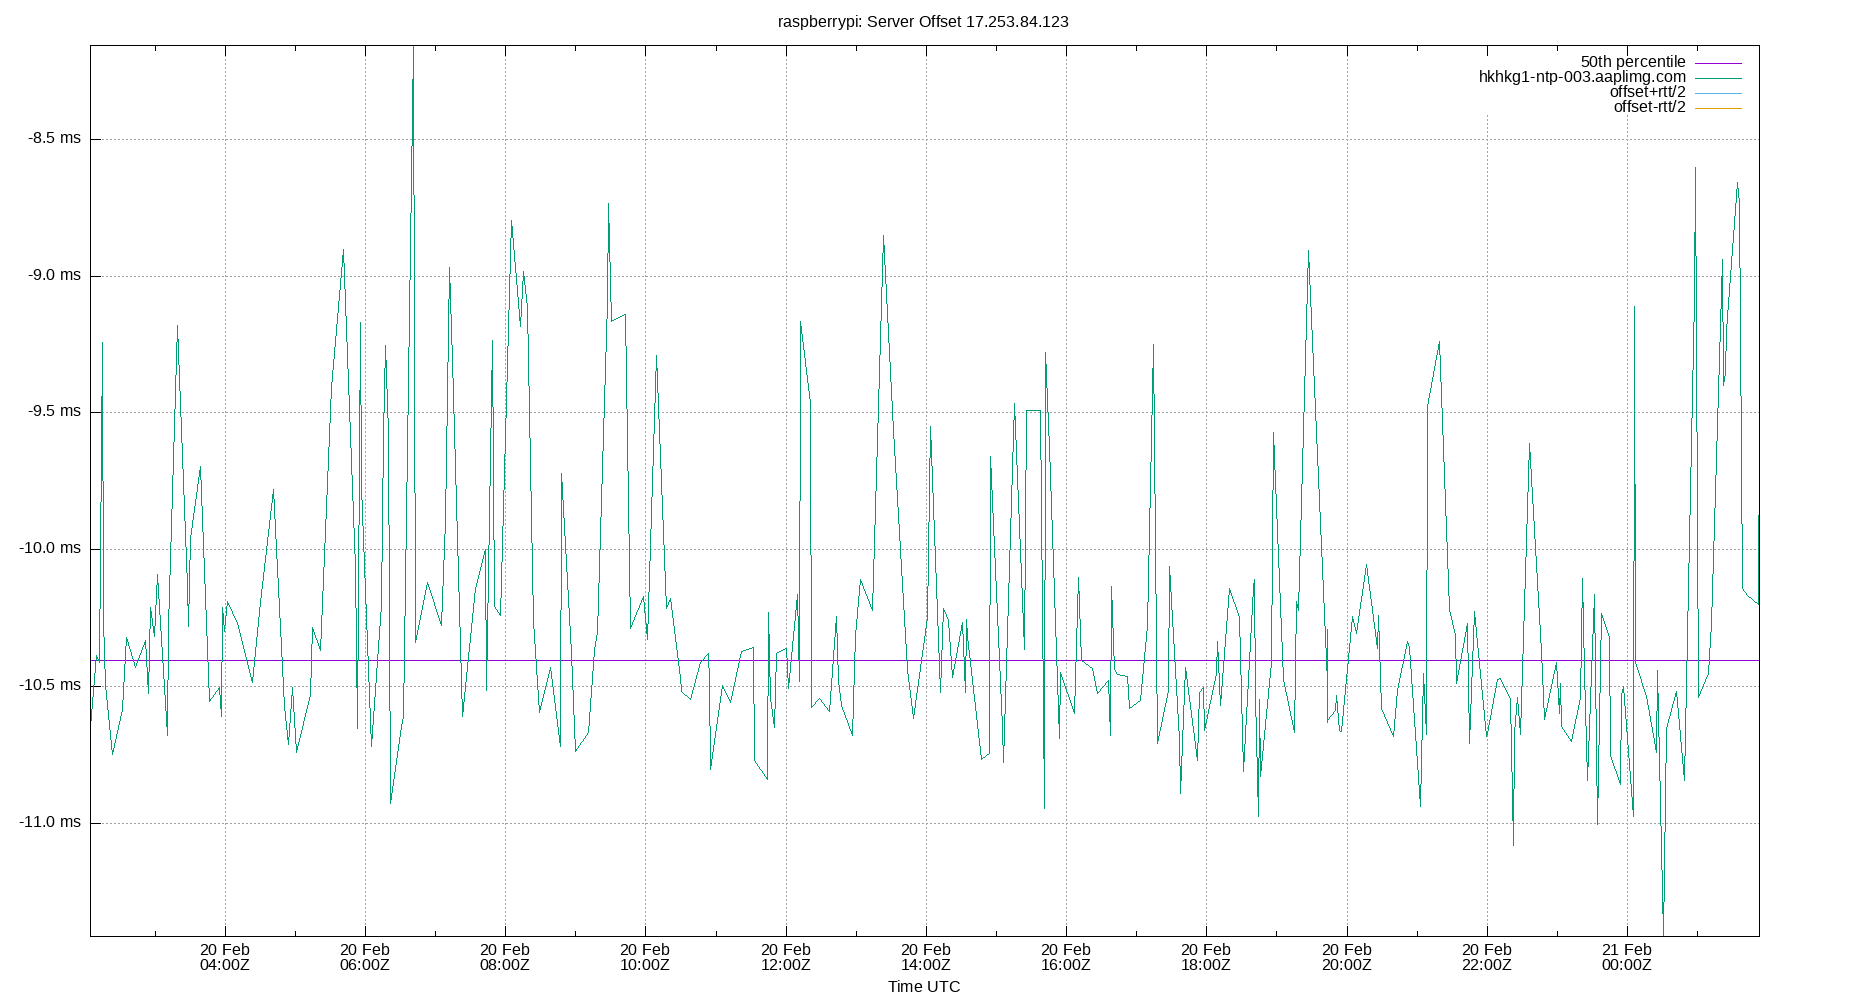 raspberrypi: Server Offset 17.253.84.123
50th percentile
hkhkg1-ntp-003.aaplimg.com
offset+rtt/2
offset-rtt/2
-8.5 ms
-9.0 ms
-9.5 ms
-10.0 ms
-10.5 ms
-11.0 ms
20 Feb 20 Feb 20 Feb 20 Feb 20 Feb 20 Feb 20 Feb 20 Feb 20 Feb 20 Feb 21 Feb
04:00Z 06:00Z 08:00Z 10:00Z 12:00Z 14:00Z 16:00Z 18:00Z 20:00Z 22:00Z 00:00Z
Time UTC